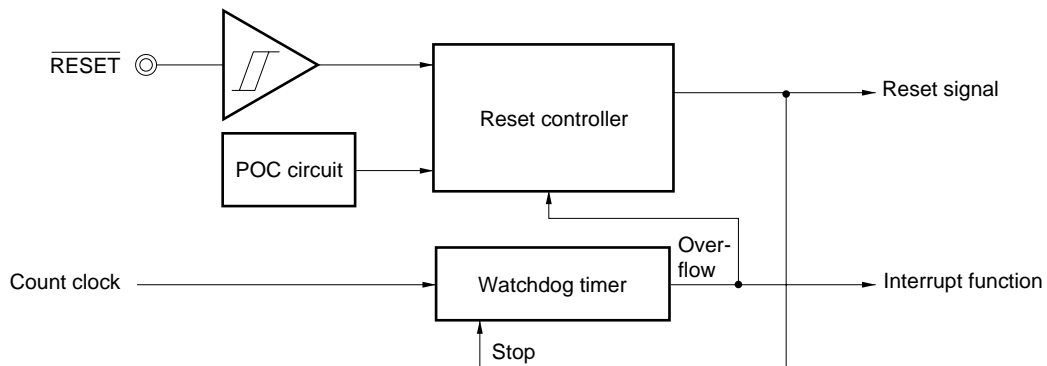 RESET
Reset controller
Reset signal
POC circuit
Over-
flow
Count clock
Watchdog timer
Interrupt function
Stop